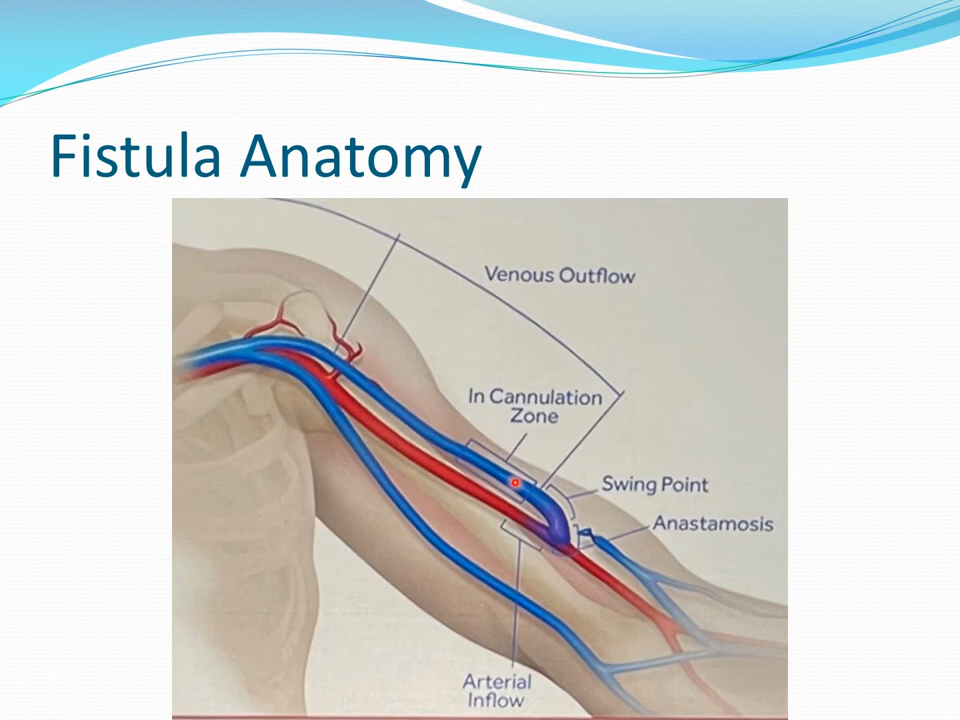 Fistula Anatomy
Venous Outflow
In Cannulation
Zone
Swing Point
Anastamosis
Arterial
Inflow